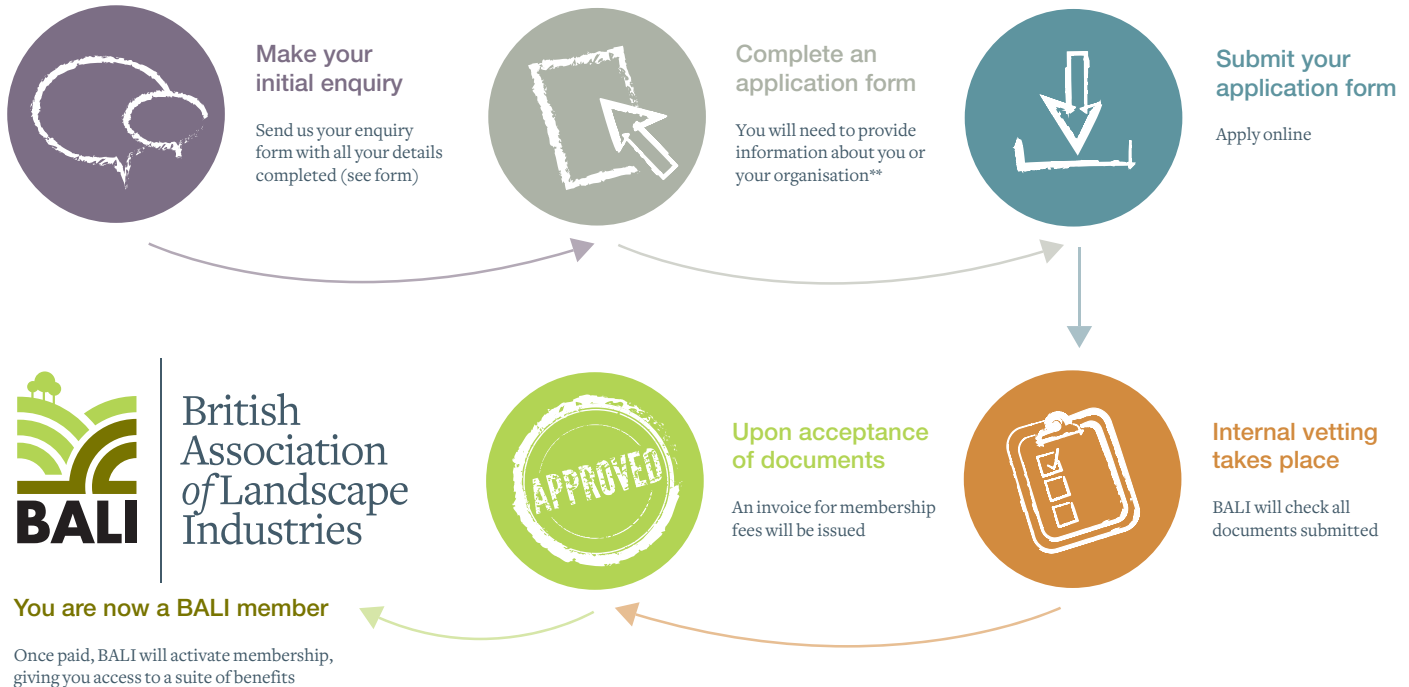 Make your
initial enquiry
Send us your enquiry
form with all your details
completed (see form)
Complete an
application form
You will need to provide
information about you or
your organisation**
Submit your
application form
Apply online
Internal vetting
takes place
BALI will check all
documents submitted
APPROVED
Upon acceptance
of documents
An invoice for membership
fees will be issued
BALI
British
Association
of Landscape
Industries
You are now a BALI member
Once paid, BALI will activate membership,
giving you access to a suite of benefits